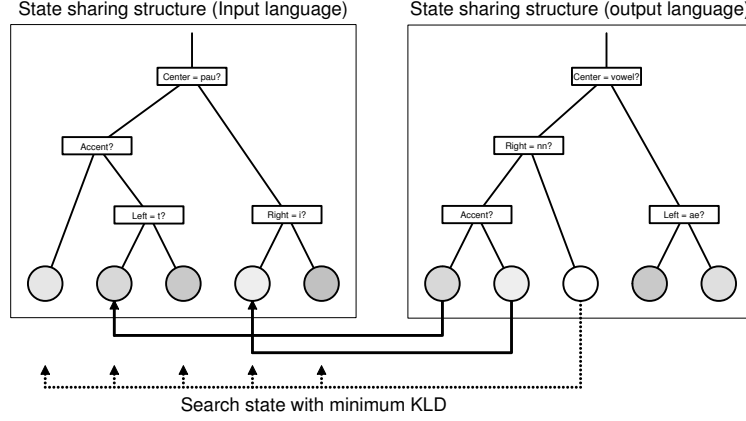 State sharing structure (Input language)
State sharing structure (output language)
Center = pau?
Center = vowel?
Accent?
Right = nn?
Left = t?
Right = i?
Accent?
Left = ae?
Search state with minimum KLD